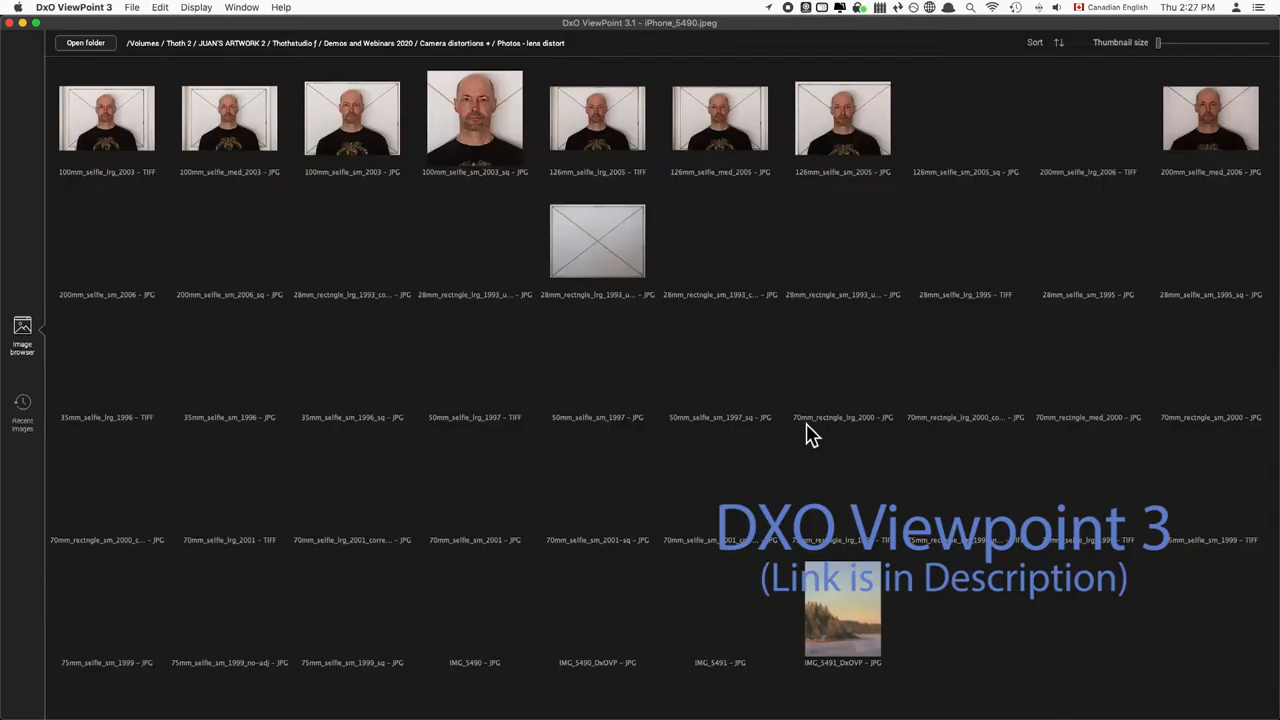 DxO ViewPoint 3 File Edit Display Window Help Canadian English Thu 2:27 PM
DxO ViewPoint 3.1 - iPhone_5490.jpeg
Open folder /Volumes / Thoth 2 / JUAN'S ARTWORK 2 / Thothstudio ƒ / Demos and Webinars 2020 / Camera distortions + / Photos - lens distort Sort Thumbnail size
100mm_selfie_lrg_2003 - TIFF 100mm_selfie_med_2003 - JPG 100mm_selfie_sm_2003 - JPG 100mm_selfie_sm_2003_sq - JPG 126mm_selfie_lrg_2005 - TIFF 126mm_selfie_med_2005 - JPG 126mm_selfie_sm_2005 - JPG 126mm_selfie_sm_2005_sq - JPG 200mm_selfie_lrg_2006 - TIFF 200mm_selfie_med_2006 - JPG
200mm_selfie_sm_2006 - JPG 200mm_selfie_sm_2006_sq - JPG 28mm_rectngle_lrg_1993_co... - JPG 28mm_rectngle_lrg_1993_u... - JPG 28mm_rectngle_lrg_1993_u... - JPG 28mm_rectngle_sm_1993_c... - JPG 28mm_rectngle_sm_1993_u... - JPG 28mm_selfie_lrg_1995 - TIFF 28mm_selfie_sm_1995 - JPG 28mm_selfie_sm_1995_sq - JPG
Image
browser
Recent
Images
35mm_selfie_lrg_1996 - TIFF 35mm_selfie_sm_1996 - JPG 35mm_selfie_sm_1996_sq - JPG 50mm_selfie_lrg_1997 - TIFF 50mm_selfie_sm_1997 - JPG 50mm_selfie_sm_1997_sq - JPG 70mm_rectngle_lrg_2000 - JPG 70mm_rectngle_lrg_2000_co... - JPG 70mm_rectngle_med_2000 - JPG 70mm_rectngle_sm_2000 - JPG
70mm_rectngle_sm_2000_c... - JPG 70mm_selfie_lrg_2001 - TIFF 70mm_selfie_lrg_2001_corre... - JPG 70mm_selfie_sm_2001 - JPG 70mm_selfie_sm_2001-sq - JPG
DXO Viewpoint 3
(Link is in Description)
75mm_selfie_sm_1999 - JPG 75mm_selfie_sm_1999_no-adj - JPG 75mm_selfie_sm_1999_sq - JPG IMG_5490 - JPG IMG_5490_DxOVP - JPG IMG_5491 - JPG IMG_5491_DxOVP - JPG